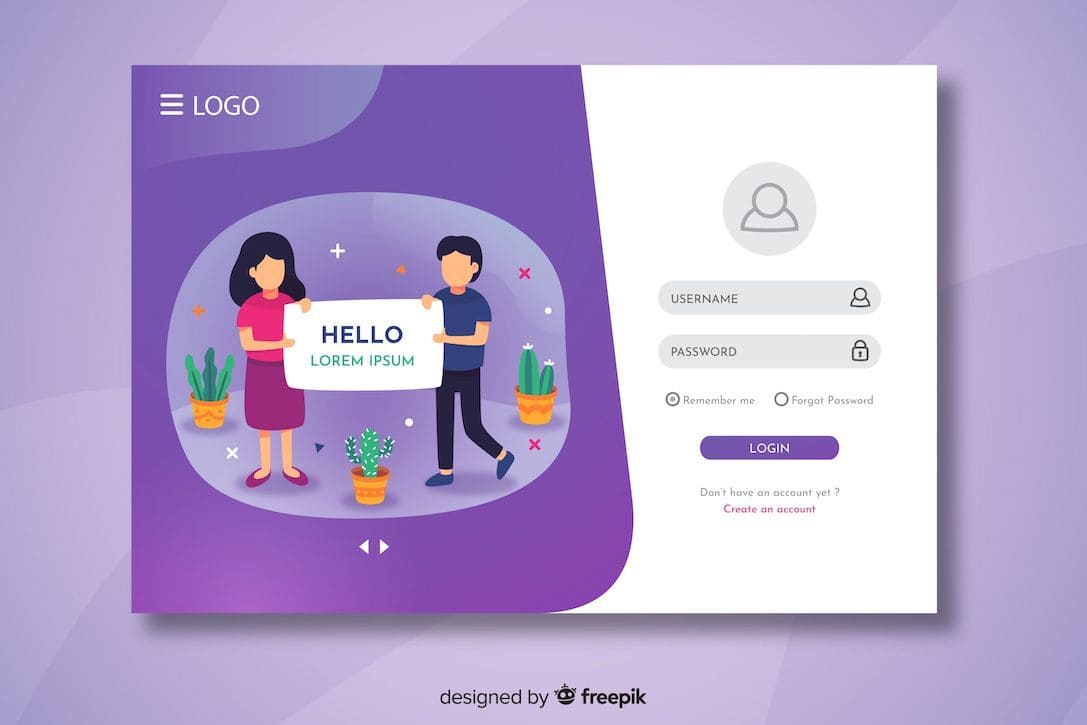 LOGO
HELLO
LOREM IPSUM
USERNAME
PASSWORD
Remember me
Forgot Password
LOGIN
Don't have an account yet ?
Create an account
designed by freepik